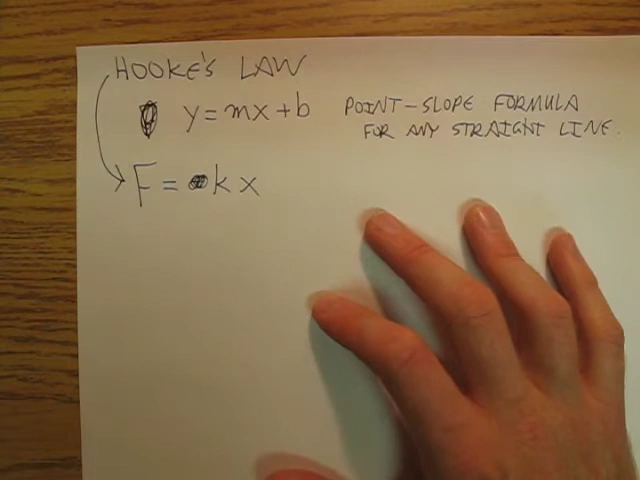 HOOKE'S LAW
y = mx + b
POINT-SLOPE FORMULA
FOR ANY STRAIGHT LINE.
F = kx